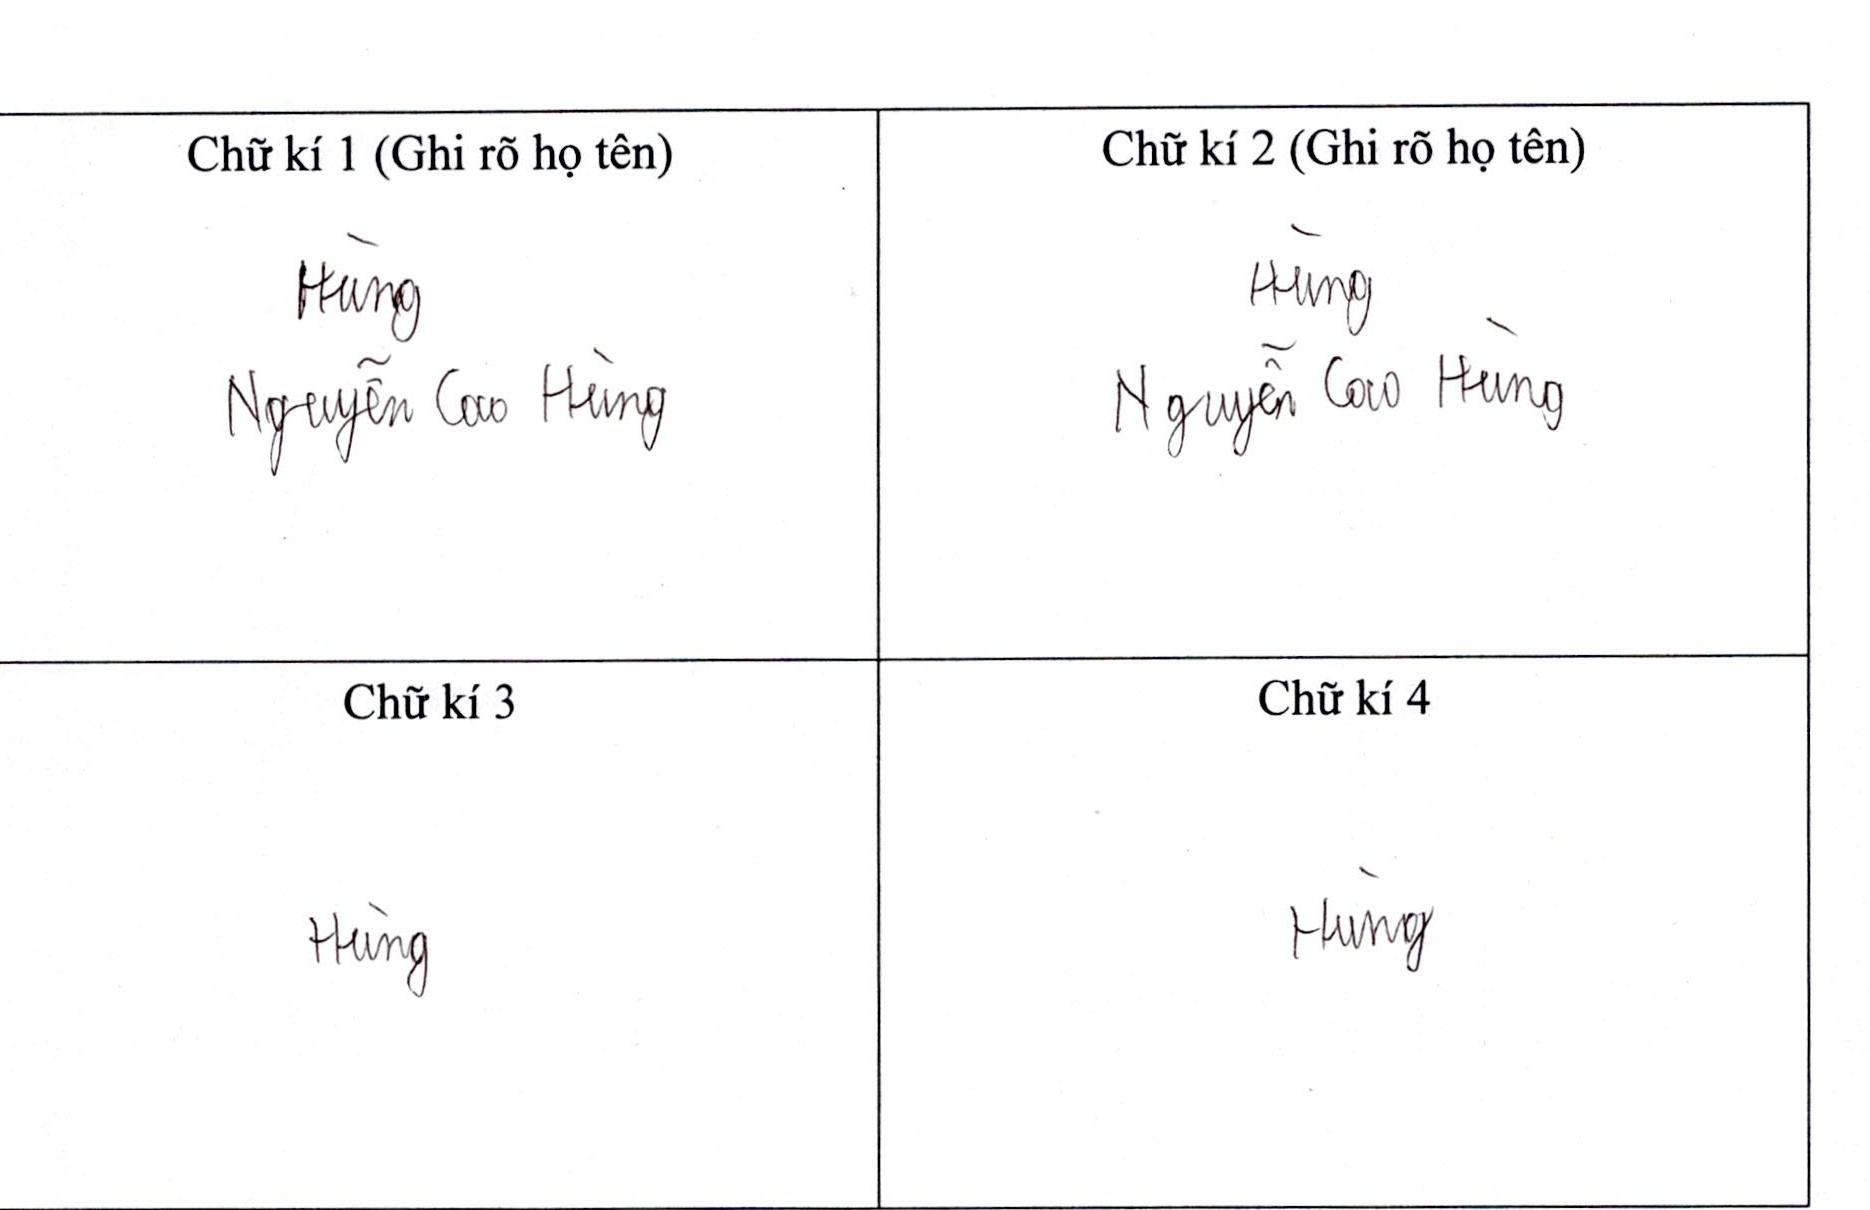 Chữ kí 1 (Ghi rõ họ tên)
Hùng
Nguyễn Cao Hùng
Chữ kí 2 (Ghi rõ họ tên)
Hùng
Nguyễn Cao Hùng
Chữ kí 3
Hùng
Chữ kí 4
Hùng